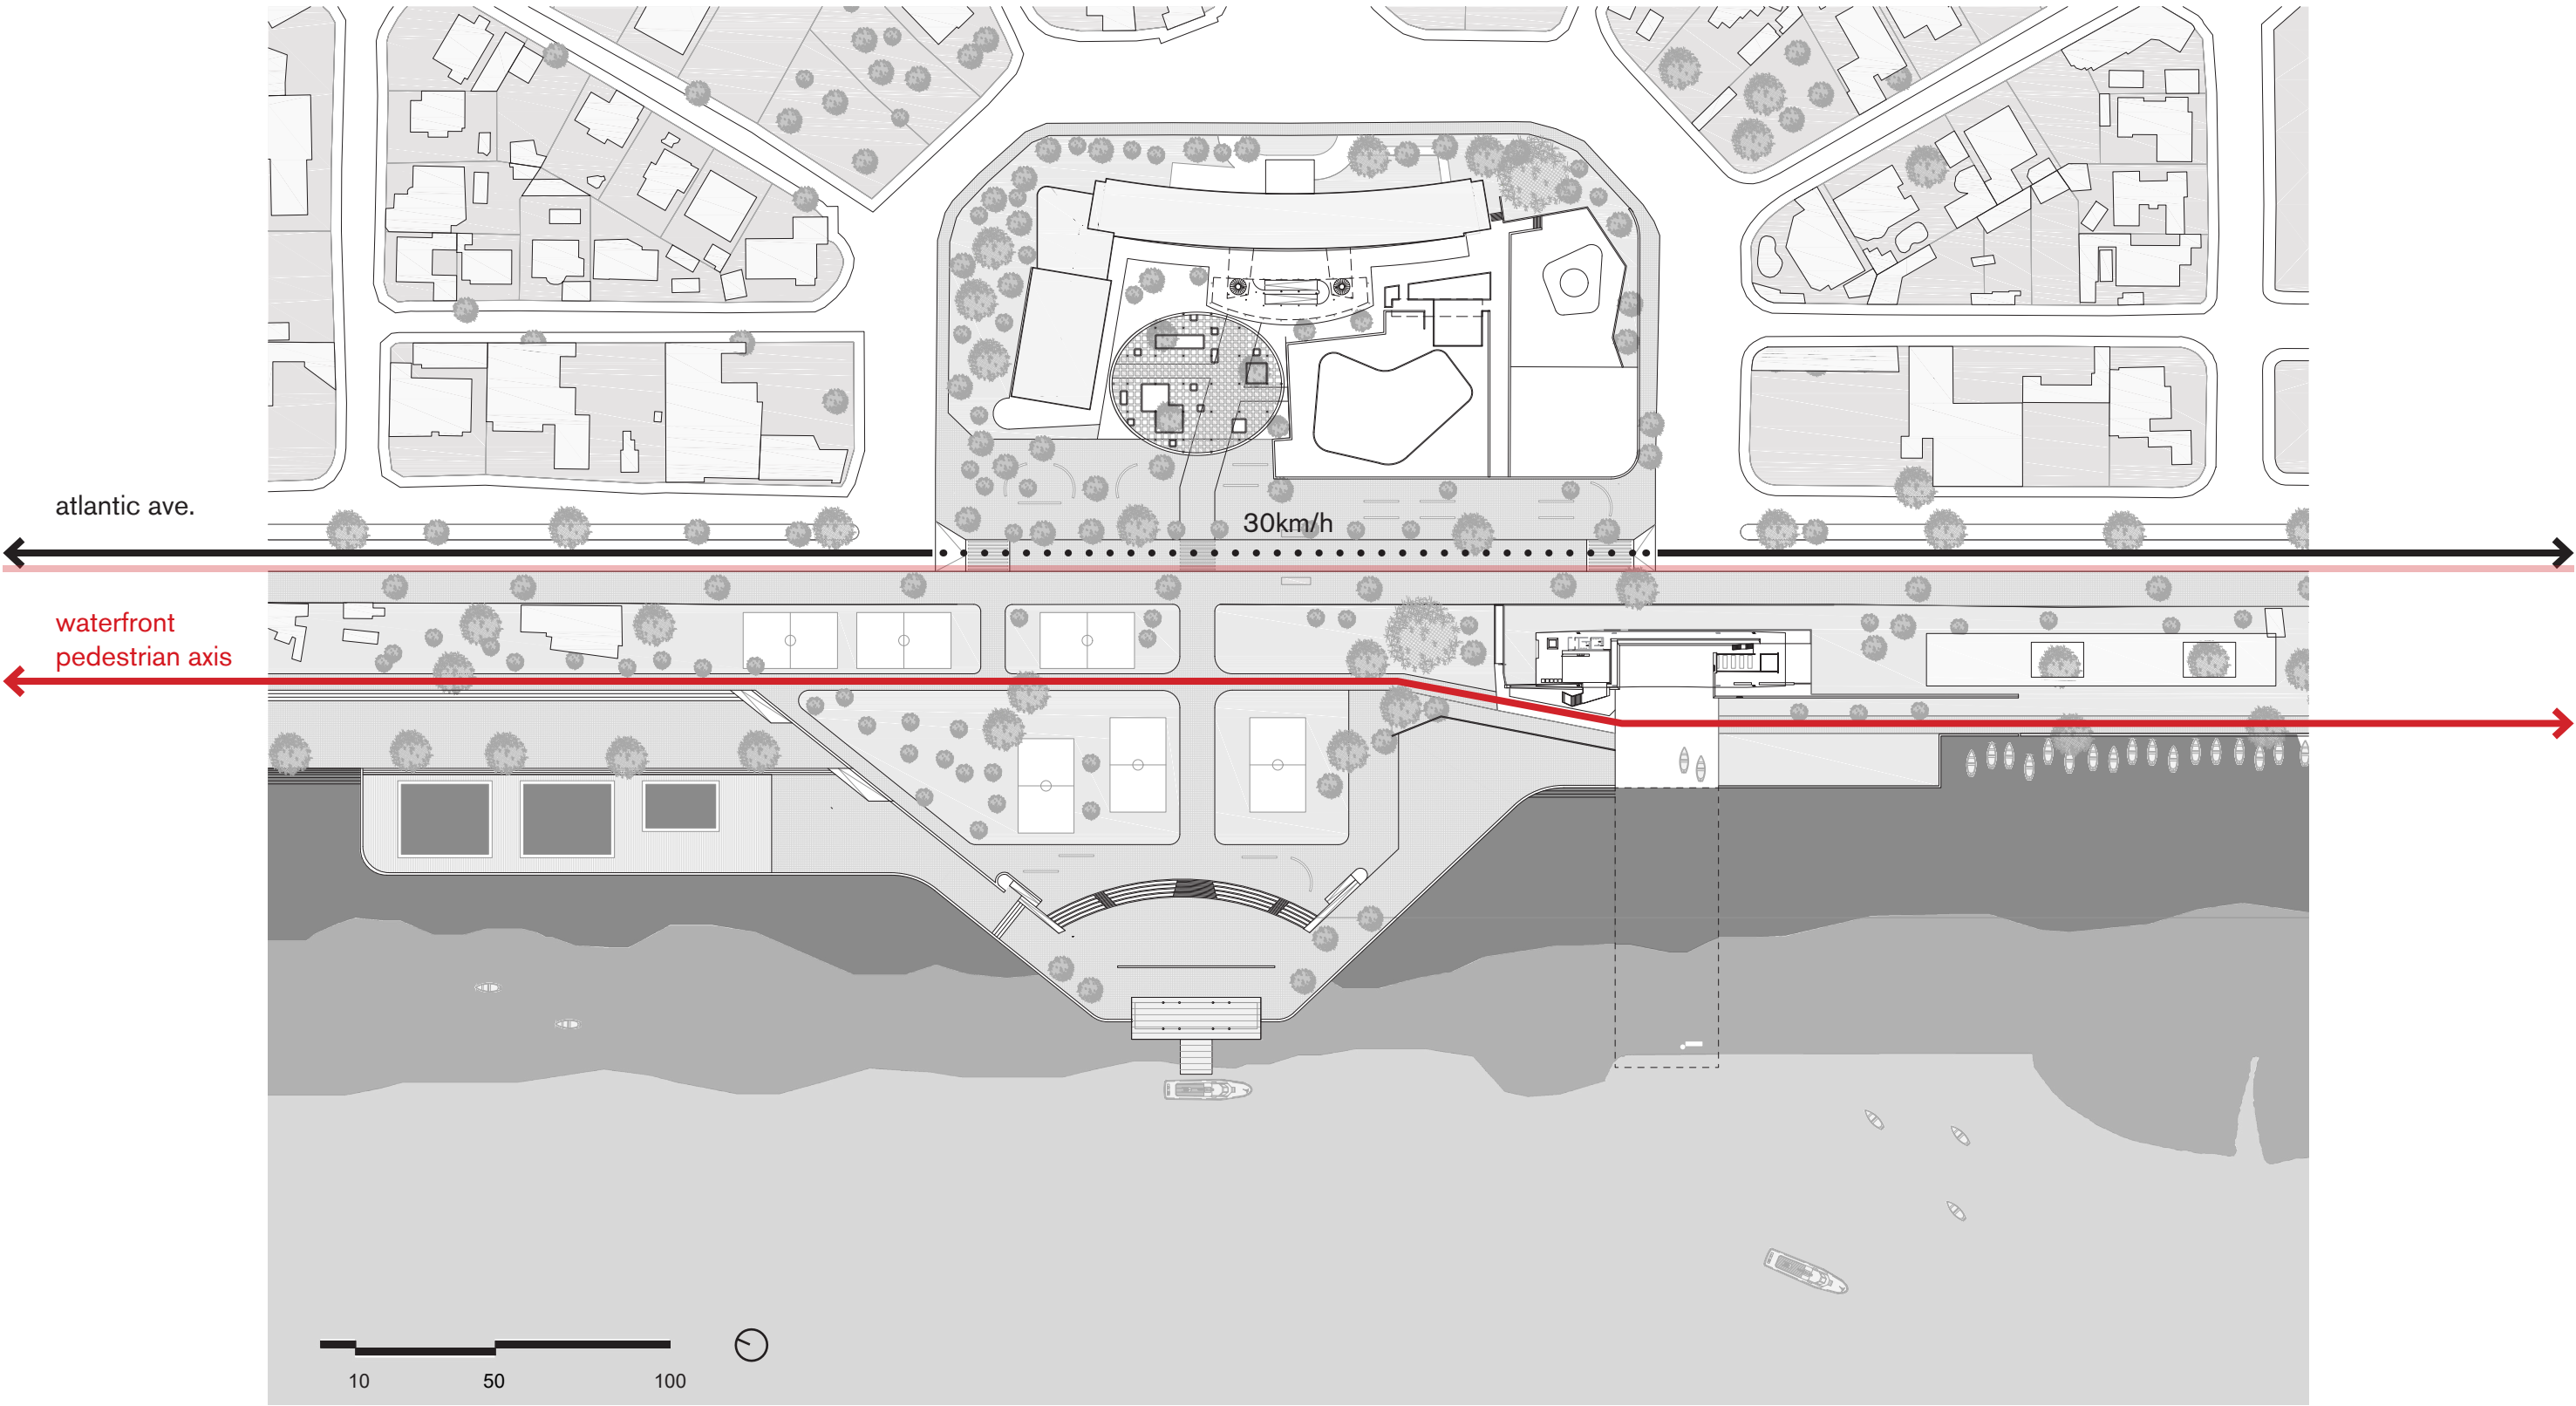 atlantic ave.
30km/h
waterfront
pedestrian axis
10 50 100